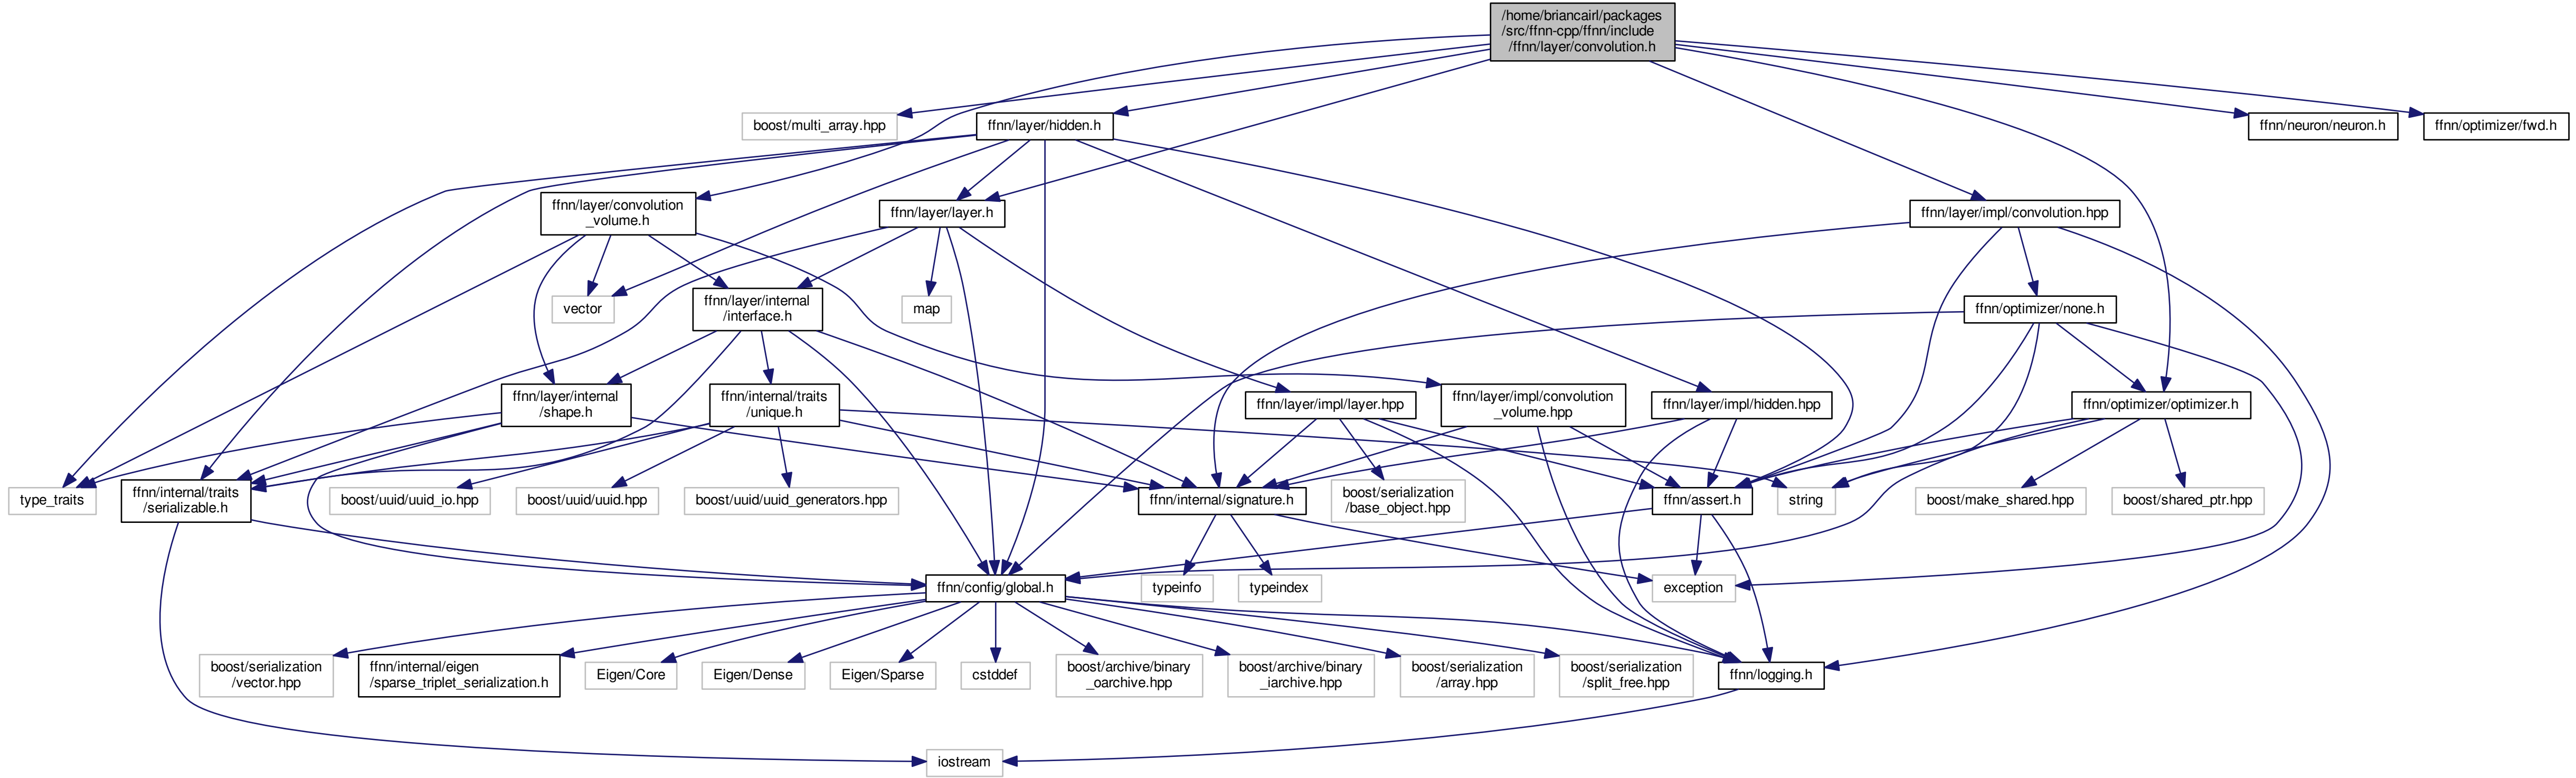 /home/briancairl/packages
/src/ffnn-cpp/ffnn/include
/ffnn/layer/convolution.h
boost/multi_array.hpp
ffnn/layer/hidden.h
ffnn/neuron/neuron.h
ffnn/optimizer/fwd.h
ffnn/layer/convolution
_volume.h
ffnn/layer/layer.h
ffnn/layer/impl/convolution.hpp
vector
ffnn/layer/internal
/interface.h
map
ffnn/optimizer/none.h
ffnn/layer/internal
/shape.h
ffnn/internal/traits
/unique.h
ffnn/layer/impl/layer.hpp
ffnn/layer/impl/convolution
_volume.hpp
ffnn/layer/impl/hidden.hpp
ffnn/optimizer/optimizer.h
type_traits
ffnn/internal/traits
/serializable.h
boost/uuid/uuid_io.hpp
boost/uuid/uuid.hpp
boost/uuid/uuid_generators.hpp
ffnn/internal/signature.h
boost/serialization
/base_object.hpp
ffnn/assert.h
string
boost/make_shared.hpp
boost/shared_ptr.hpp
ffnn/config/global.h
typeinfo
typeindex
exception
boost/serialization
/vector.hpp
ffnn/internal/eigen
/sparse_triplet_serialization.h
Eigen/Core
Eigen/Dense
Eigen/Sparse
cstddef
boost/archive/binary
_oarchive.hpp
boost/archive/binary
_iarchive.hpp
boost/serialization
/array.hpp
boost/serialization
/split_free.hpp
ffnn/logging.h
iostream